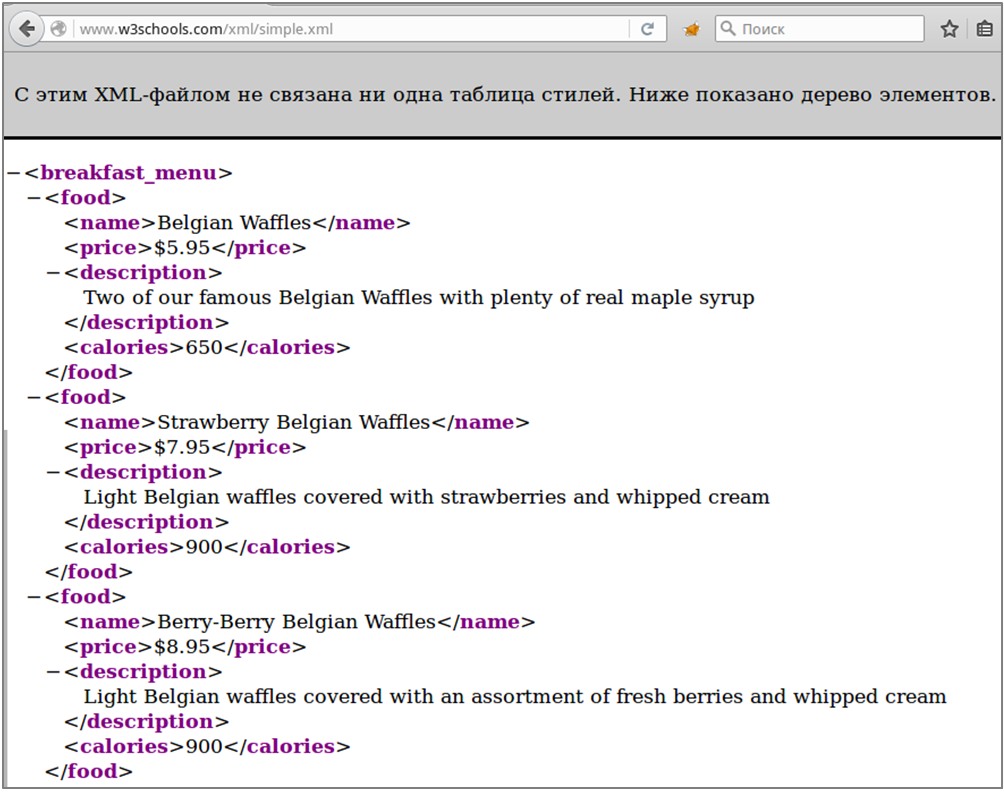 www.w3schools.com/xml/simple.xml
Поиск
С этим XML-файлом не связана ни одна таблица стилей. Ниже показано дерево элементов.
−<breakfast_menu>
−<food>
<name>Belgian Waffles</name>
<price>$5.95</price>
−<description>
Two of our famous Belgian Waffles with plenty of real maple syrup
</description>
<calories>650</calories>
</food>
−<food>
<name>Strawberry Belgian Waffles</name>
<price>$7.95</price>
−<description>
Light Belgian waffles covered with strawberries and whipped cream
</description>
<calories>900</calories>
</food>
−<food>
<name>Berry-Berry Belgian Waffles</name>
<price>$8.95</price>
−<description>
Light Belgian waffles covered with an assortment of fresh berries and whipped cream
</description>
<calories>900</calories>
</food>